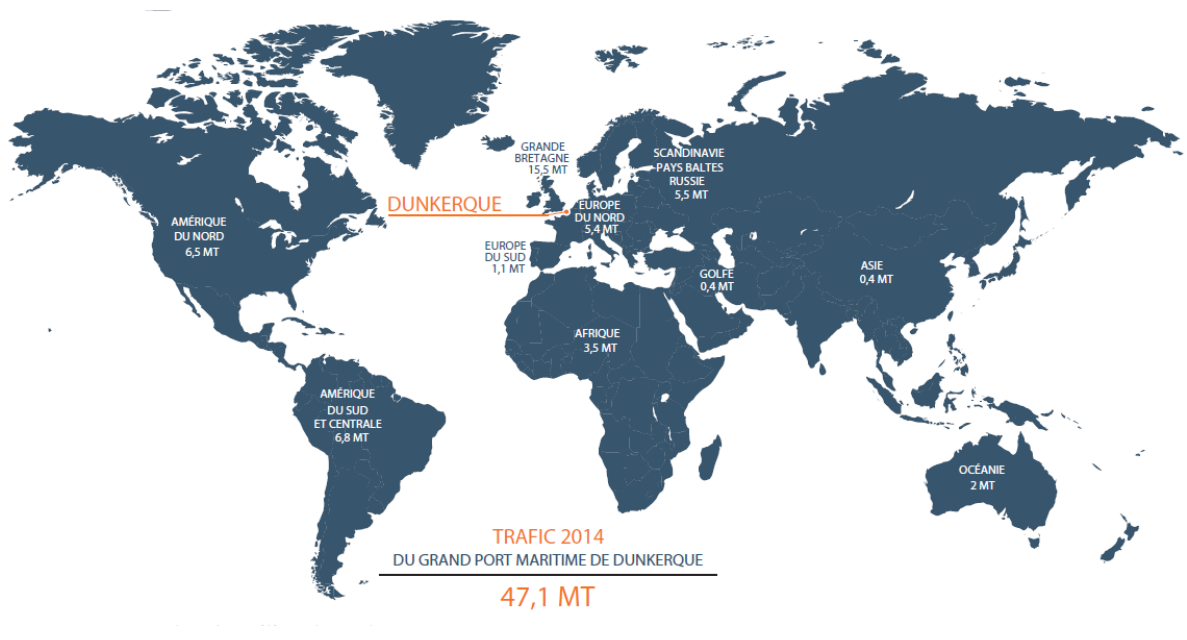 GRANDE
BRETAGNE
15,5 MT
SCANDINAVIE
PAYS BALTES
RUSSIE
5,5 MT
DUNKERQUE
EUROPE
DU NORD
5,4 MT
AMÉRIQUE
DU NORD
6,5 MT
EUROPE
DU SUD
1,1 MT
GOLFE
0,4 MT
ASIE
0,4 MT
AFRIQUE
3,5 MT
AMÉRIQUE
DU SUD
ET CENTRALE
6,8 MT
OCÉANIE
2 MT
TRAFIC 2014
DU GRAND PORT MARITIME DE DUNKERQUE
47,1 MT